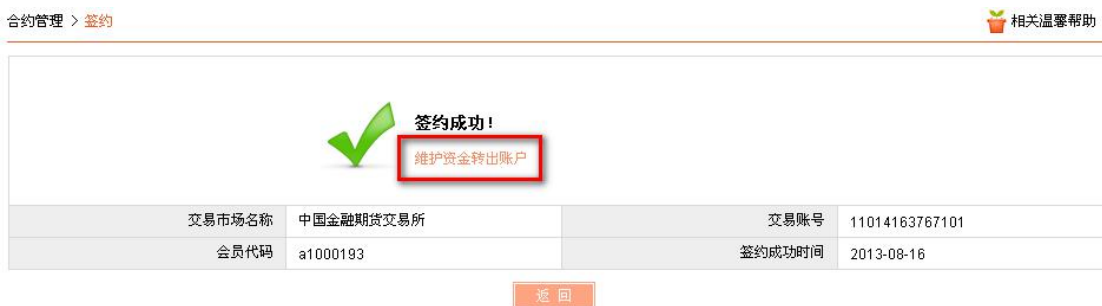 合约管理 > 签约
相关温馨帮助
签约成功！
维护资金转出账户
交易市场名称 中国金融期货交易所 交易账号 11014163767101
会员代码 a1000193 签约成功时间 2013-08-16
返 回